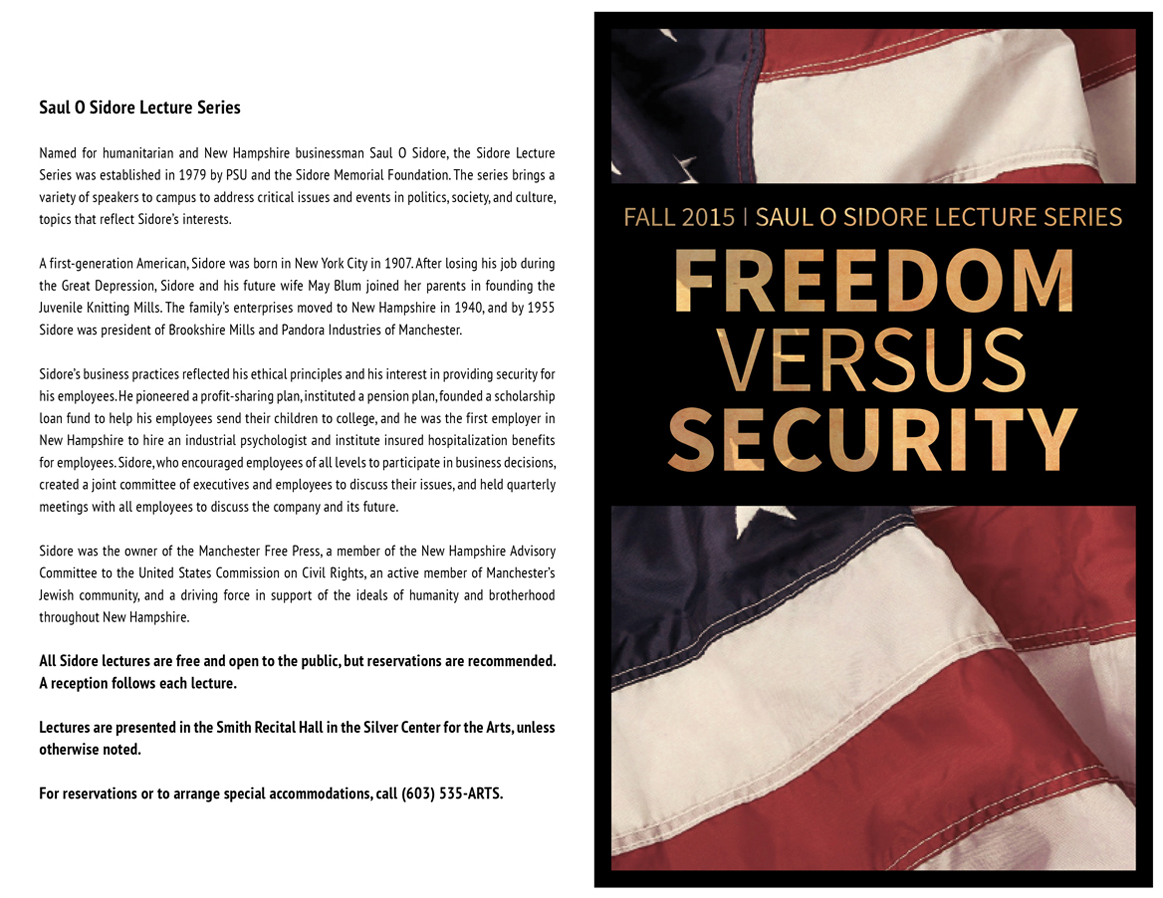 Saul O Sidore Lecture Series
Named for humanitarian and New Hampshire businessman Saul O Sidore, the Sidore Lecture
Series was established in 1979 by PSU and the Sidore Memorial Foundation. The series brings a
variety of speakers to campus to address critical issues and events in politics, society, and culture,
topics that reflect Sidore's interests.
A first-generation American, Sidore was born in New York City in 1907. After losing his job during
the Great Depression, Sidore and his future wife May Blum joined her parents in founding the
Juvenile Knitting Mills. The family's enterprises moved to New Hampshire in 1940, and by 1955
Sidore was president of Brookshire Mills and Pandora Industries of Manchester.
Sidore's business practices reflected his ethical principles and his interest in providing security for
his employees. He pioneered a profit-sharing plan, instituted a pension plan, founded a scholarship
loan fund to help his employees send their children to college, and he was the first employer in
New Hampshire to hire an industrial psychologist and institute insured hospitalization benefits
for employees. Sidore, who encouraged employees of all levels to participate in business decisions,
created a joint committee of executives and employees to discuss their issues, and held quarterly
meetings with all employees to discuss the company and its future.
Sidore was the owner of the Manchester Free Press, a member of the New Hampshire Advisory
Committee to the United States Commission on Civil Rights, an active member of Manchester's
Jewish community, and a driving force in support of the ideals of humanity and brotherhood
throughout New Hampshire.
All Sidore lectures are free and open to the public, but reservations are recommended.
A reception follows each lecture.
Lectures are presented in the Smith Recital Hall in the Silver Center for the Arts, unless
otherwise noted.
For reservations or to arrange special accommodations, call (603) 535-ARTS.
FALL 2015 | SAUL O SIDORE LECTURE SERIES
FREEDOM
VERSUS
SECURITY